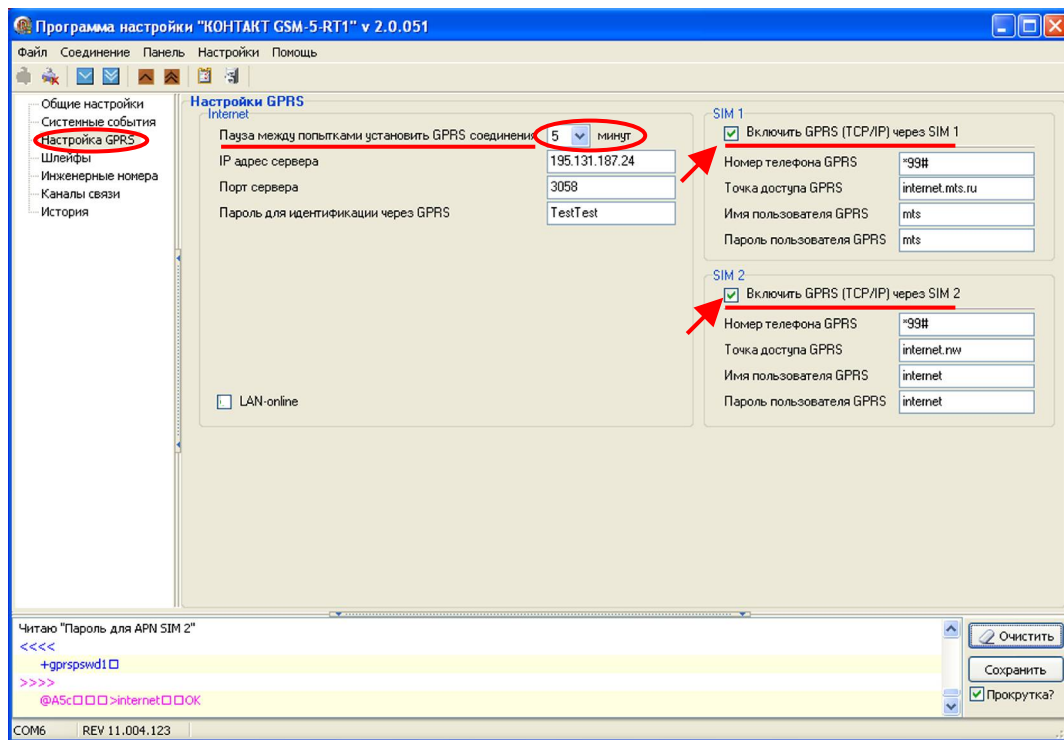 Программа настройки "КОНТАКТ GSM-5-RT1" v 2.0.051
Файл Соединение Панель Настройки Помощь
Общие настройки
Системные события
Настройка GPRS
Шлейфы
Инженерные номера
Каналы связи
История
Настройки GPRS
Internet
Пауза между попытками установить GPRS соединения 5 минут
IP адрес сервера 195.131.187.24
Порт сервера 3058
Пароль для идентификации через GPRS TestTest
LAN-online
SIM 1
Включить GPRS (TCP/IP) через SIM 1
Номер телефона GPRS *99#
Точка доступа GPRS internet.mts.ru
Имя пользователя GPRS mts
Пароль пользователя GPRS mts
SIM 2
Включить GPRS (TCP/IP) через SIM 2
Номер телефона GPRS *99#
Точка доступа GPRS internet.nw
Имя пользователя GPRS internet
Пароль пользователя GPRS internet
Читаю "Пароль для APN SIM 2"
<<<<
+gprspswd1□
>>>>
@A5c□□□>internet□□OK
Очистить
Сохранить
Прокрутка?
COM6 REV 11.004.123